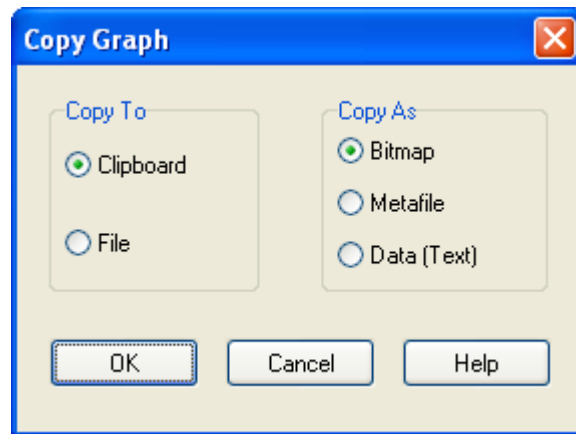 Copy Graph
Copy To
Clipboard
File
Copy As
Bitmap
Metafile
Data (Text)
OK
Cancel
Help